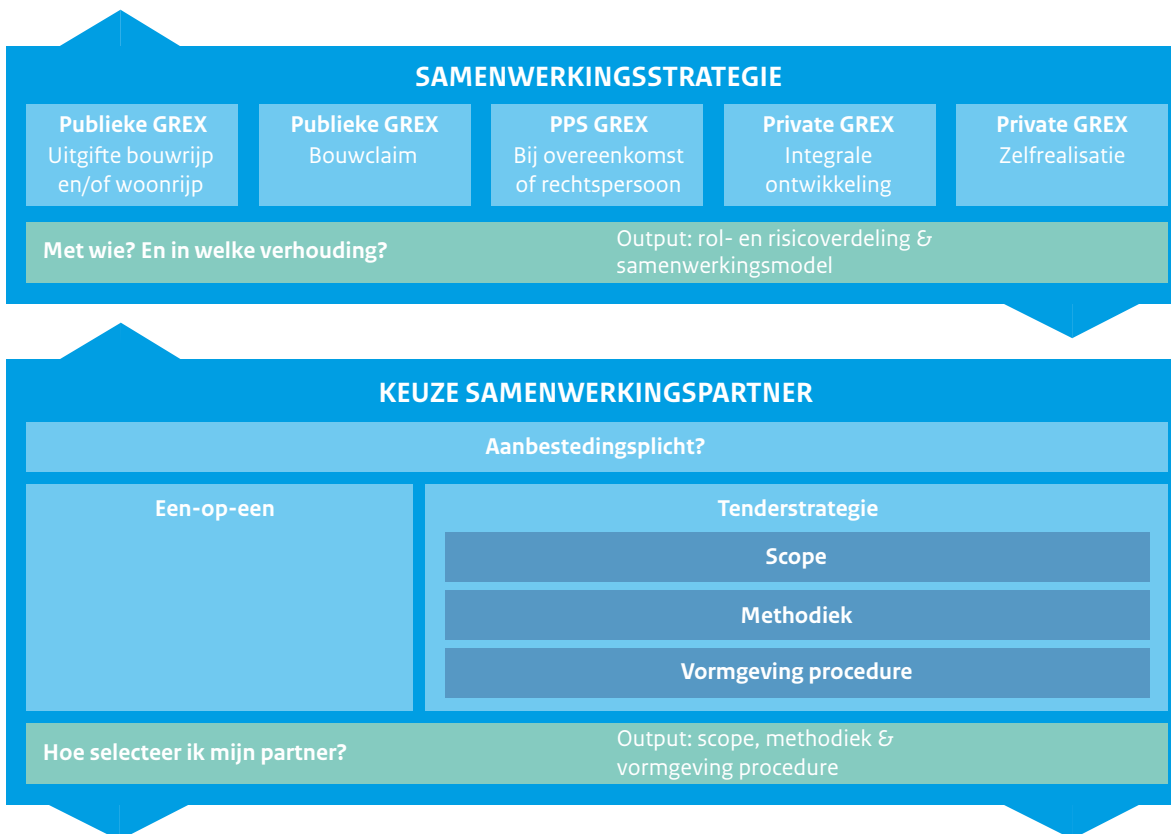 SAMENWERKINGSSTRATEGIE
Publieke GREX
Uitgifte bouwrijp
en/of woonrijp
Publieke GREX
Bouwclaim
PPS GREX
Bij overeenkomst
of rechtspersoon
Private GREX
Integrale
ontwikkeling
Private GREX
Zelfrealisatie
Met wie? En in welke verhouding?
Output: rol- en risicoverdeling &
samenwerkingsmodel
KEUZE SAMENWERKINGSPARTNER
Aanbestedingsplicht?
Een-op-een
Tenderstrategie
Scope
Methodiek
Vormgeving procedure
Hoe selecteer ik mijn partner?
Output: scope, methodiek &
vormgeving procedure